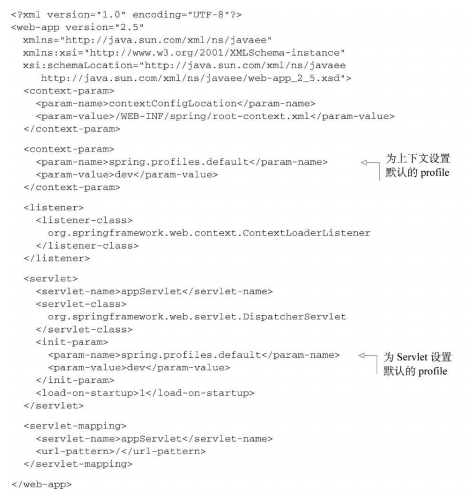 <?xml version="1.0" encoding="UTF-8"?>
<web-app version="2.5"
  xmlns="http://java.sun.com/xml/ns/javaee"
  xmlns:xsi="http://www.w3.org/2001/XMLSchema-instance"
  xsi:schemaLocation="http://java.sun.com/xml/ns/javaee
      http://java.sun.com/xml/ns/javaee/web-app_2_5.xsd">
  <context-param>
    <param-name>contextConfigLocation</param-name>
    <param-value>/WEB-INF/spring/root-context.xml</param-value>
  </context-param>
  <context-param>
    <param-name>spring.profiles.default</param-name>
    <param-value>dev</param-value>
  </context-param>
为上下文设置
默认的 profile
  <listener>
    <listener-class>
      org.springframework.web.context.ContextLoaderListener
    </listener-class>
  </listener>
  <servlet>
    <servlet-name>appServlet</servlet-name>
    <servlet-class>
      org.springframework.web.servlet.DispatcherServlet
    </servlet-class>
    <init-param>
      <param-name>spring.profiles.default</param-name>
      <param-value>dev</param-value>
    </init-param>
为 Servlet 设置
默认的 profile
    <load-on-startup>1</load-on-startup>
  </servlet>
  <servlet-mapping>
    <servlet-name>appServlet</servlet-name>
    <url-pattern>/</url-pattern>
  </servlet-mapping>
</web-app>